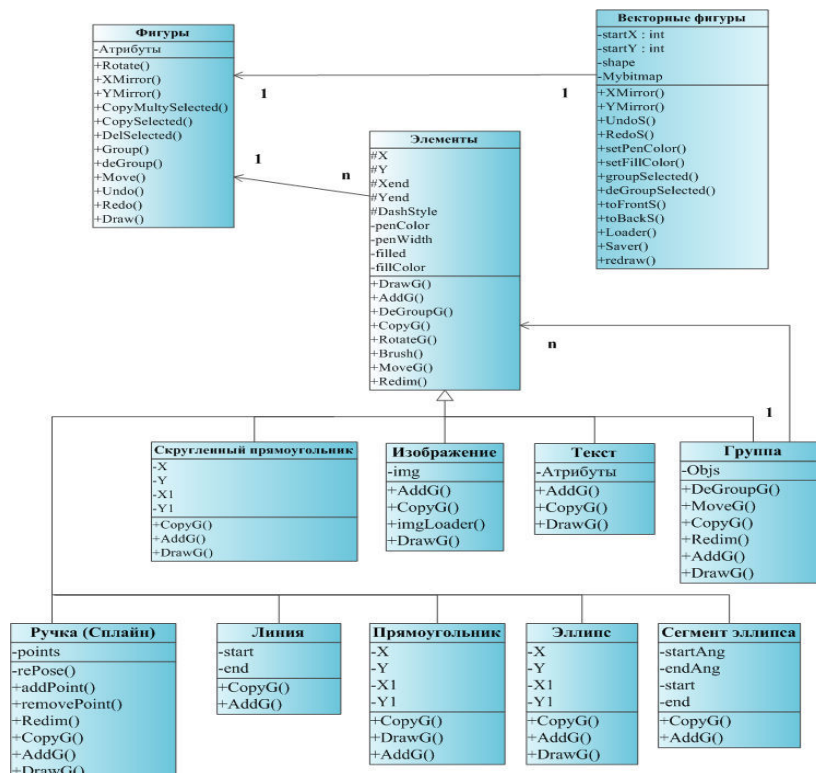 Фигуры
-Атрибуты
+Rotate()
+XMirror()
+YMirror()
+CopyMultySelected()
+CopySelected()
+DelSelected()
+Group()
+deGroup()
+Move()
+Undo()
+Redo()
+Draw()
Векторные фигуры
-startX : int
-startY : int
-shape
-Mybitmap
+XMirror()
+YMirror()
+UndoS()
+RedoS()
+setPenColor()
+setFillColor()
+groupSelected()
+deGroupSelected()
+toFrontS()
+toBackS()
+Loader()
+Saver()
+redraw()
1
1
1
n
Элементы
#X
#Y
#Xend
#Yend
#DashStyle
-penColor
-penWidth
-filled
-fillColor
+DrawG()
+AddG()
+DeGroupG()
+CopyG()
+RotateG()
+Brush()
+MoveG()
+Redim()
n
1
Скругленный прямоугольник
-X
-Y
-X1
-Y1
+CopyG()
+AddG()
+DrawG()
Изображение
-img
+AddG()
+CopyG()
+imgLoader()
+DrawG()
Текст
-Атрибуты
+AddG()
+CopyG()
+DrawG()
Группа
-Objs
+DeGroupG()
+MoveG()
+CopyG()
+Redim()
+AddG()
+DrawG()
Ручка (Сплайн)
-points
-rePose()
+addPoint()
+removePoint()
+Redim()
+CopyG()
+AddG()
+DrawG()
Линия
-start
-end
+CopyG()
+AddG()
Прямоугольник
-X
-Y
-X1
-Y1
+CopyG()
+DrawG()
+AddG()
Эллипс
-X
-Y
-X1
-Y1
+CopyG()
+AddG()
+DrawG()
Сегмент эллипса
-startAng
-endAng
-start
-end
+CopyG()
+AddG()